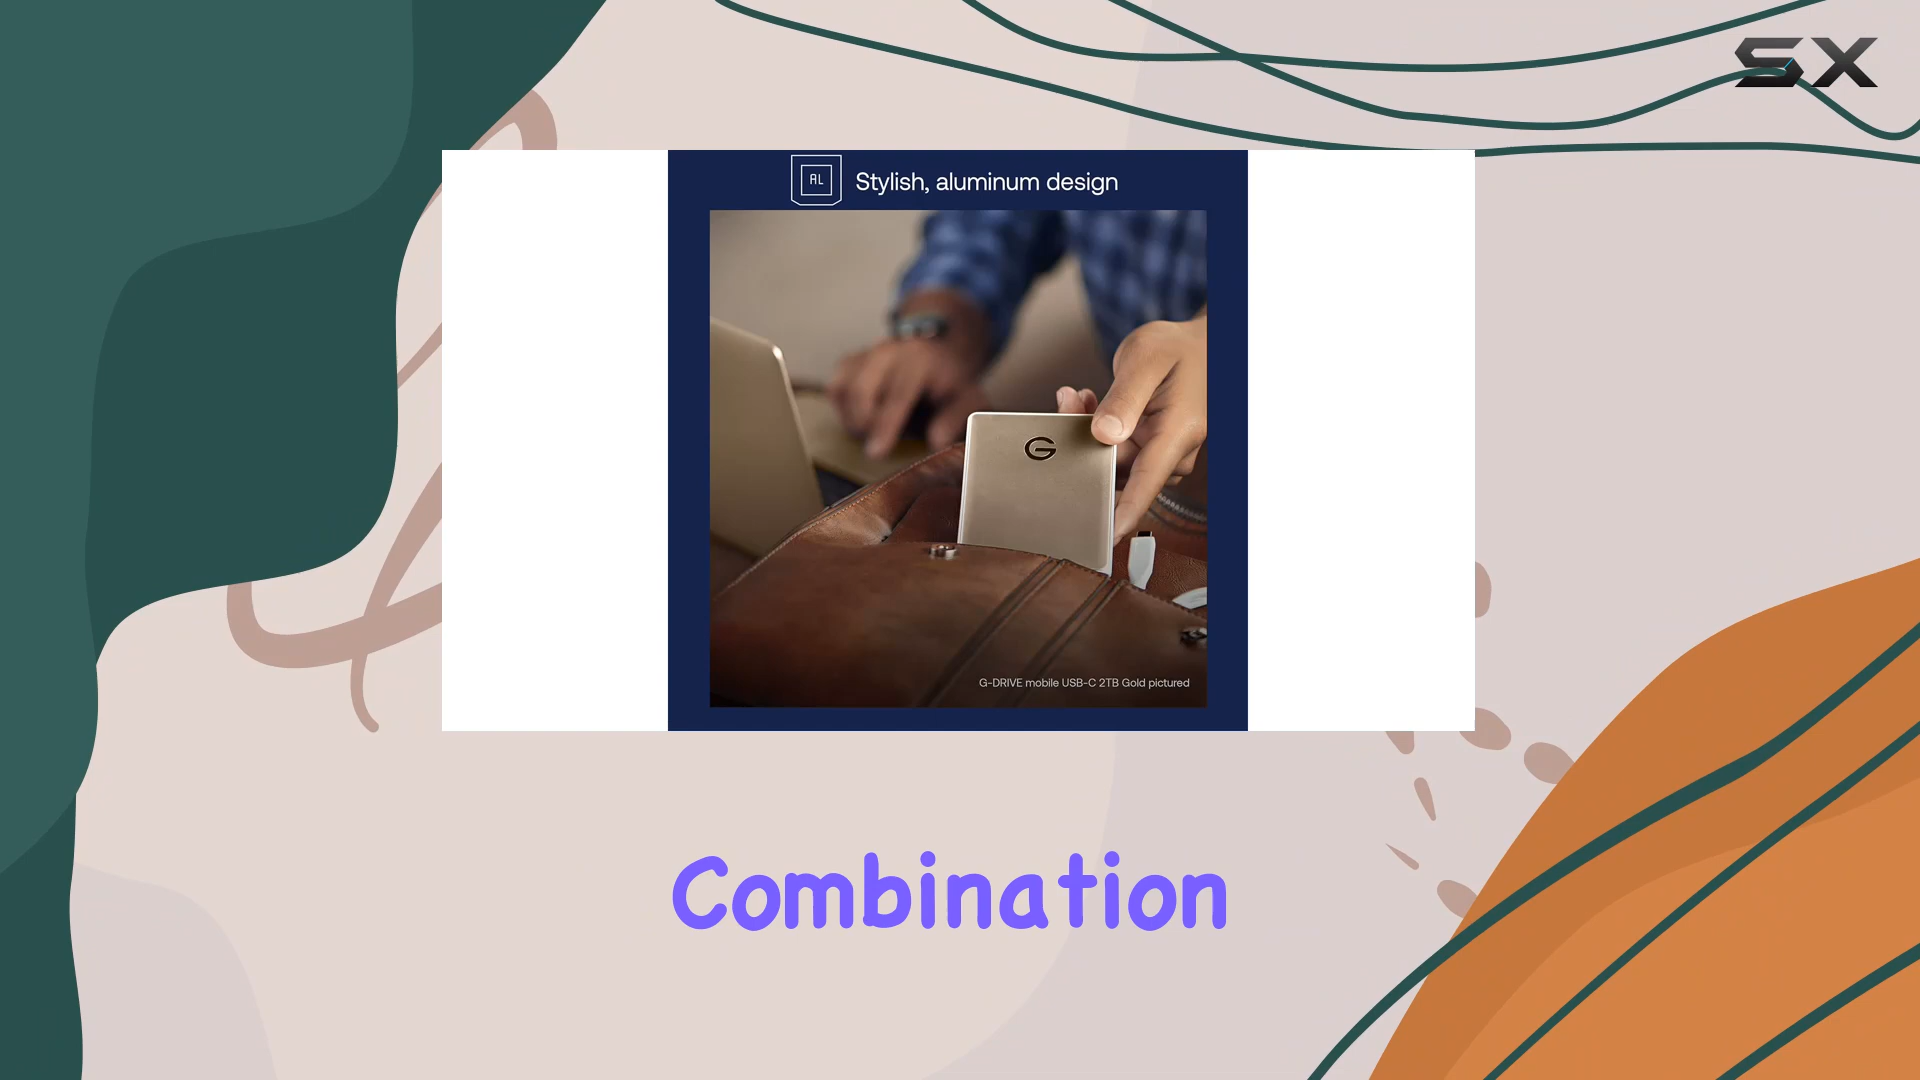 SX
AL
Stylish, aluminum design
G
G-DRIVE mobile USB-C 2TB Gold pictured
Combination